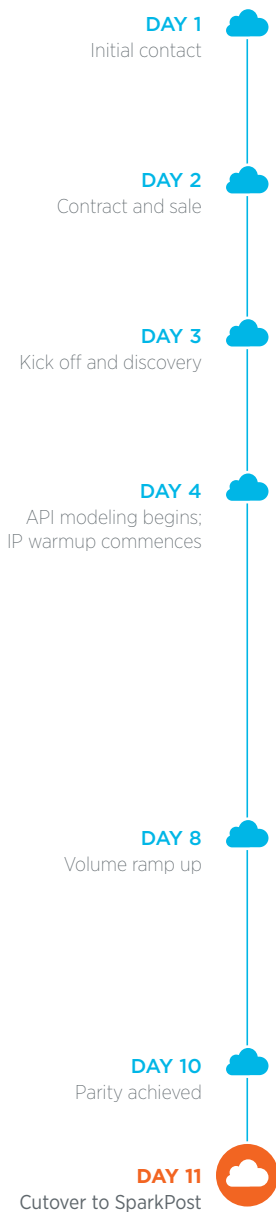 DAY 1
Initial contact
DAY 2
Contract and sale
DAY 3
Kick off and discovery
DAY 4
API modeling begins;
IP warmup commences
DAY 8
Volume ramp up
DAY 10
Parity achieved
DAY 11
Cutover to SparkPost